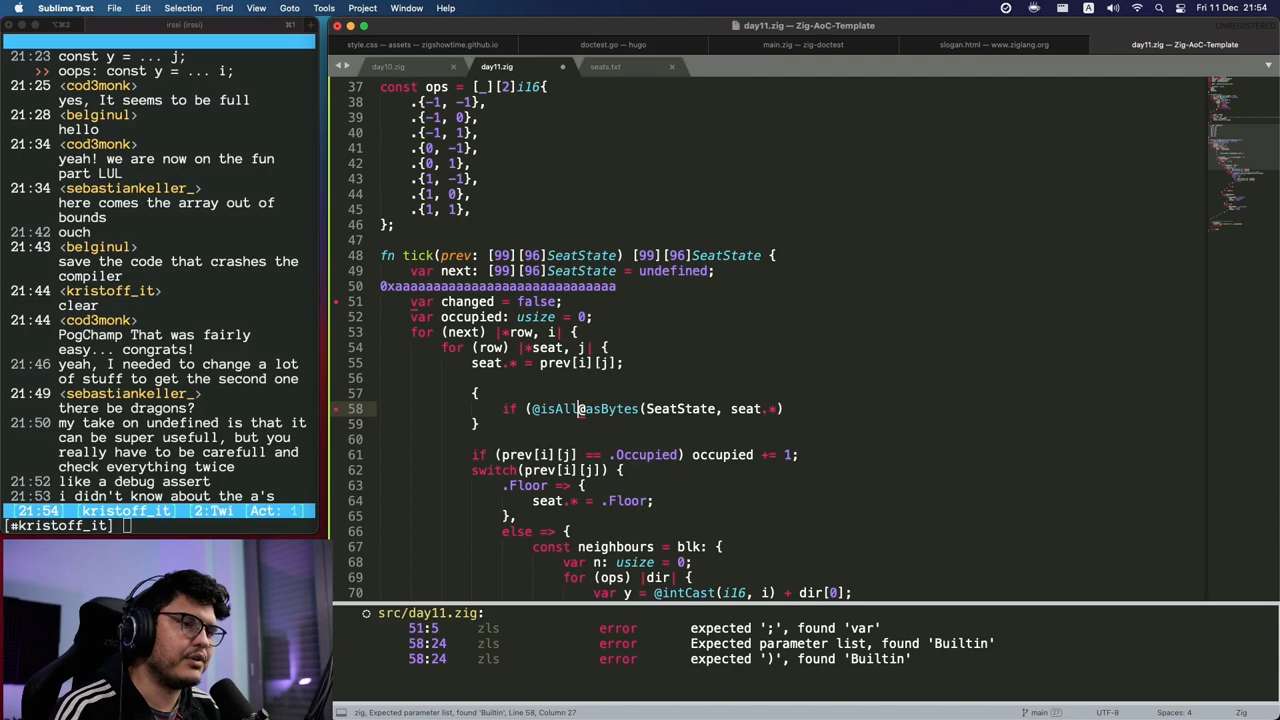 Sublime Text File Edit Selection Find View Goto Tools Project Window Help Fri 11 Dec 21:54
⌥⌘2 irssi (irssi) ⌘1
day11.zig — Zig-AoC-Template UNREGISTERED
style.css — assets — zigshowtime.github.io doctest.go — hugo main.zig — zig-doctest slogan.html — www.ziglang.org day11.zig — Zig-AoC-Template
day10.zig × day11.zig seats.txt ×
21:23 const y = ... j;
>> oops: const y = ... i;
21:25 <cod3monk>
yes, It seems to be full
21:28 <belginul>
hello
21:34 <cod3monk>
yeah! we are now on the fun
part LUL
21:34 <sebastiankeller_>
here comes the array out of
bounds
21:42 ouch
21:43 <belginul>
save the code that crashes the
compiler
21:44 <kristoff_it>
clear
21:44 <cod3monk>
PogChamp That was fairly
easy... congrats!
21:46 yeah, I needed to change a lot
of stuff to get the second one
21:49 <sebastiankeller_>
there be dragons?
21:50 my take on undefined is that it
can be super usefull, but you
really have to be carefull and
check everything twice
21:52 like a debug assert
21:53 i didn't know about the a's
[21:54] [kristoff_it] [2:Twi [Act: 1]
[#kristoff_it]
37 const ops = [_][2]i16{
38 .{-1, -1},
39 .{-1, 0},
40 .{-1, 1},
41 .{0, -1},
42 .{0, 1},
43 .{1, -1},
44 .{1, 0},
45 .{1, 1},
46 };
47
48 fn tick(prev: [99][96]SeatState) [99][96]SeatState {
49 var next: [99][96]SeatState = undefined;
50 0xaaaaaaaaaaaaaaaaaaaaaaaaaaaaa
51 var changed = false;
52 var occupied: usize = 0;
53 for (next) |*row, i| {
54 for (row) |*seat, j| {
55 seat.* = prev[i][j];
56
57 {
58 if (@isAll@asBytes(SeatState, seat.*)
59 }
60
61 if (prev[i][j] == .Occupied) occupied += 1;
62 switch(prev[i][j]) {
63 .Floor => {
64 seat.* = .Floor;
65 },
66 else => {
67 const neighbours = blk: {
68 var n: usize = 0;
69 for (ops) |dir| {
70 var y = @intCast(i16, i) + dir[0];
src/day11.zig:
51:5 zls error expected ';', found 'var'
58:24 zls error Expected parameter list, found 'Builtin'
58:24 zls error expected ')', found 'Builtin'
zig, Expected parameter list, found 'Builtin', Line 58, Column 27 main 27 UTF-8 Spaces: 4 Zig